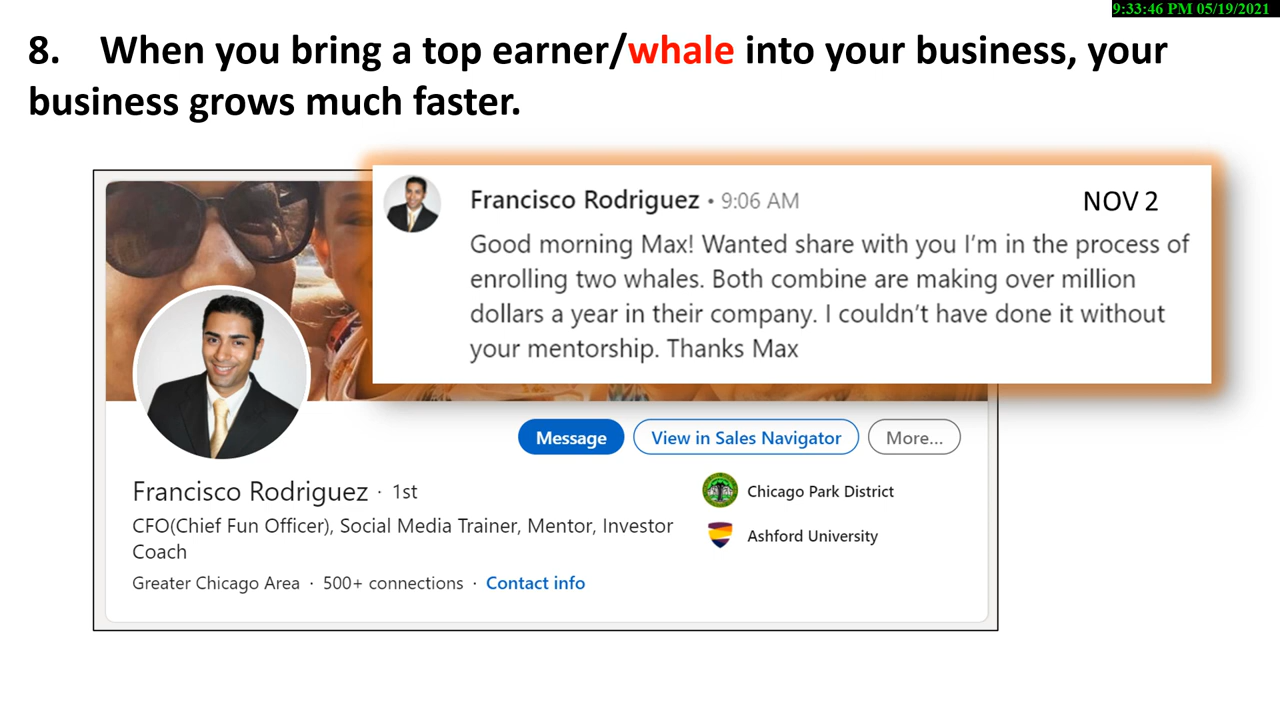 9:33:46 PM 05/19/2021
8. When you bring a top earner/whale into your business, your
business grows much faster.
Francisco Rodriguez • 9:06 AM NOV 2
Good morning Max! Wanted share with you I'm in the process of
enrolling two whales. Both combine are making over million
dollars a year in their company. I couldn't have done it without
your mentorship. Thanks Max
Message View in Sales Navigator More...
Francisco Rodriguez · 1st
CFO(Chief Fun Officer), Social Media Trainer, Mentor, Investor
Coach
Greater Chicago Area · 500+ connections · Contact info
Chicago Park District
Ashford University